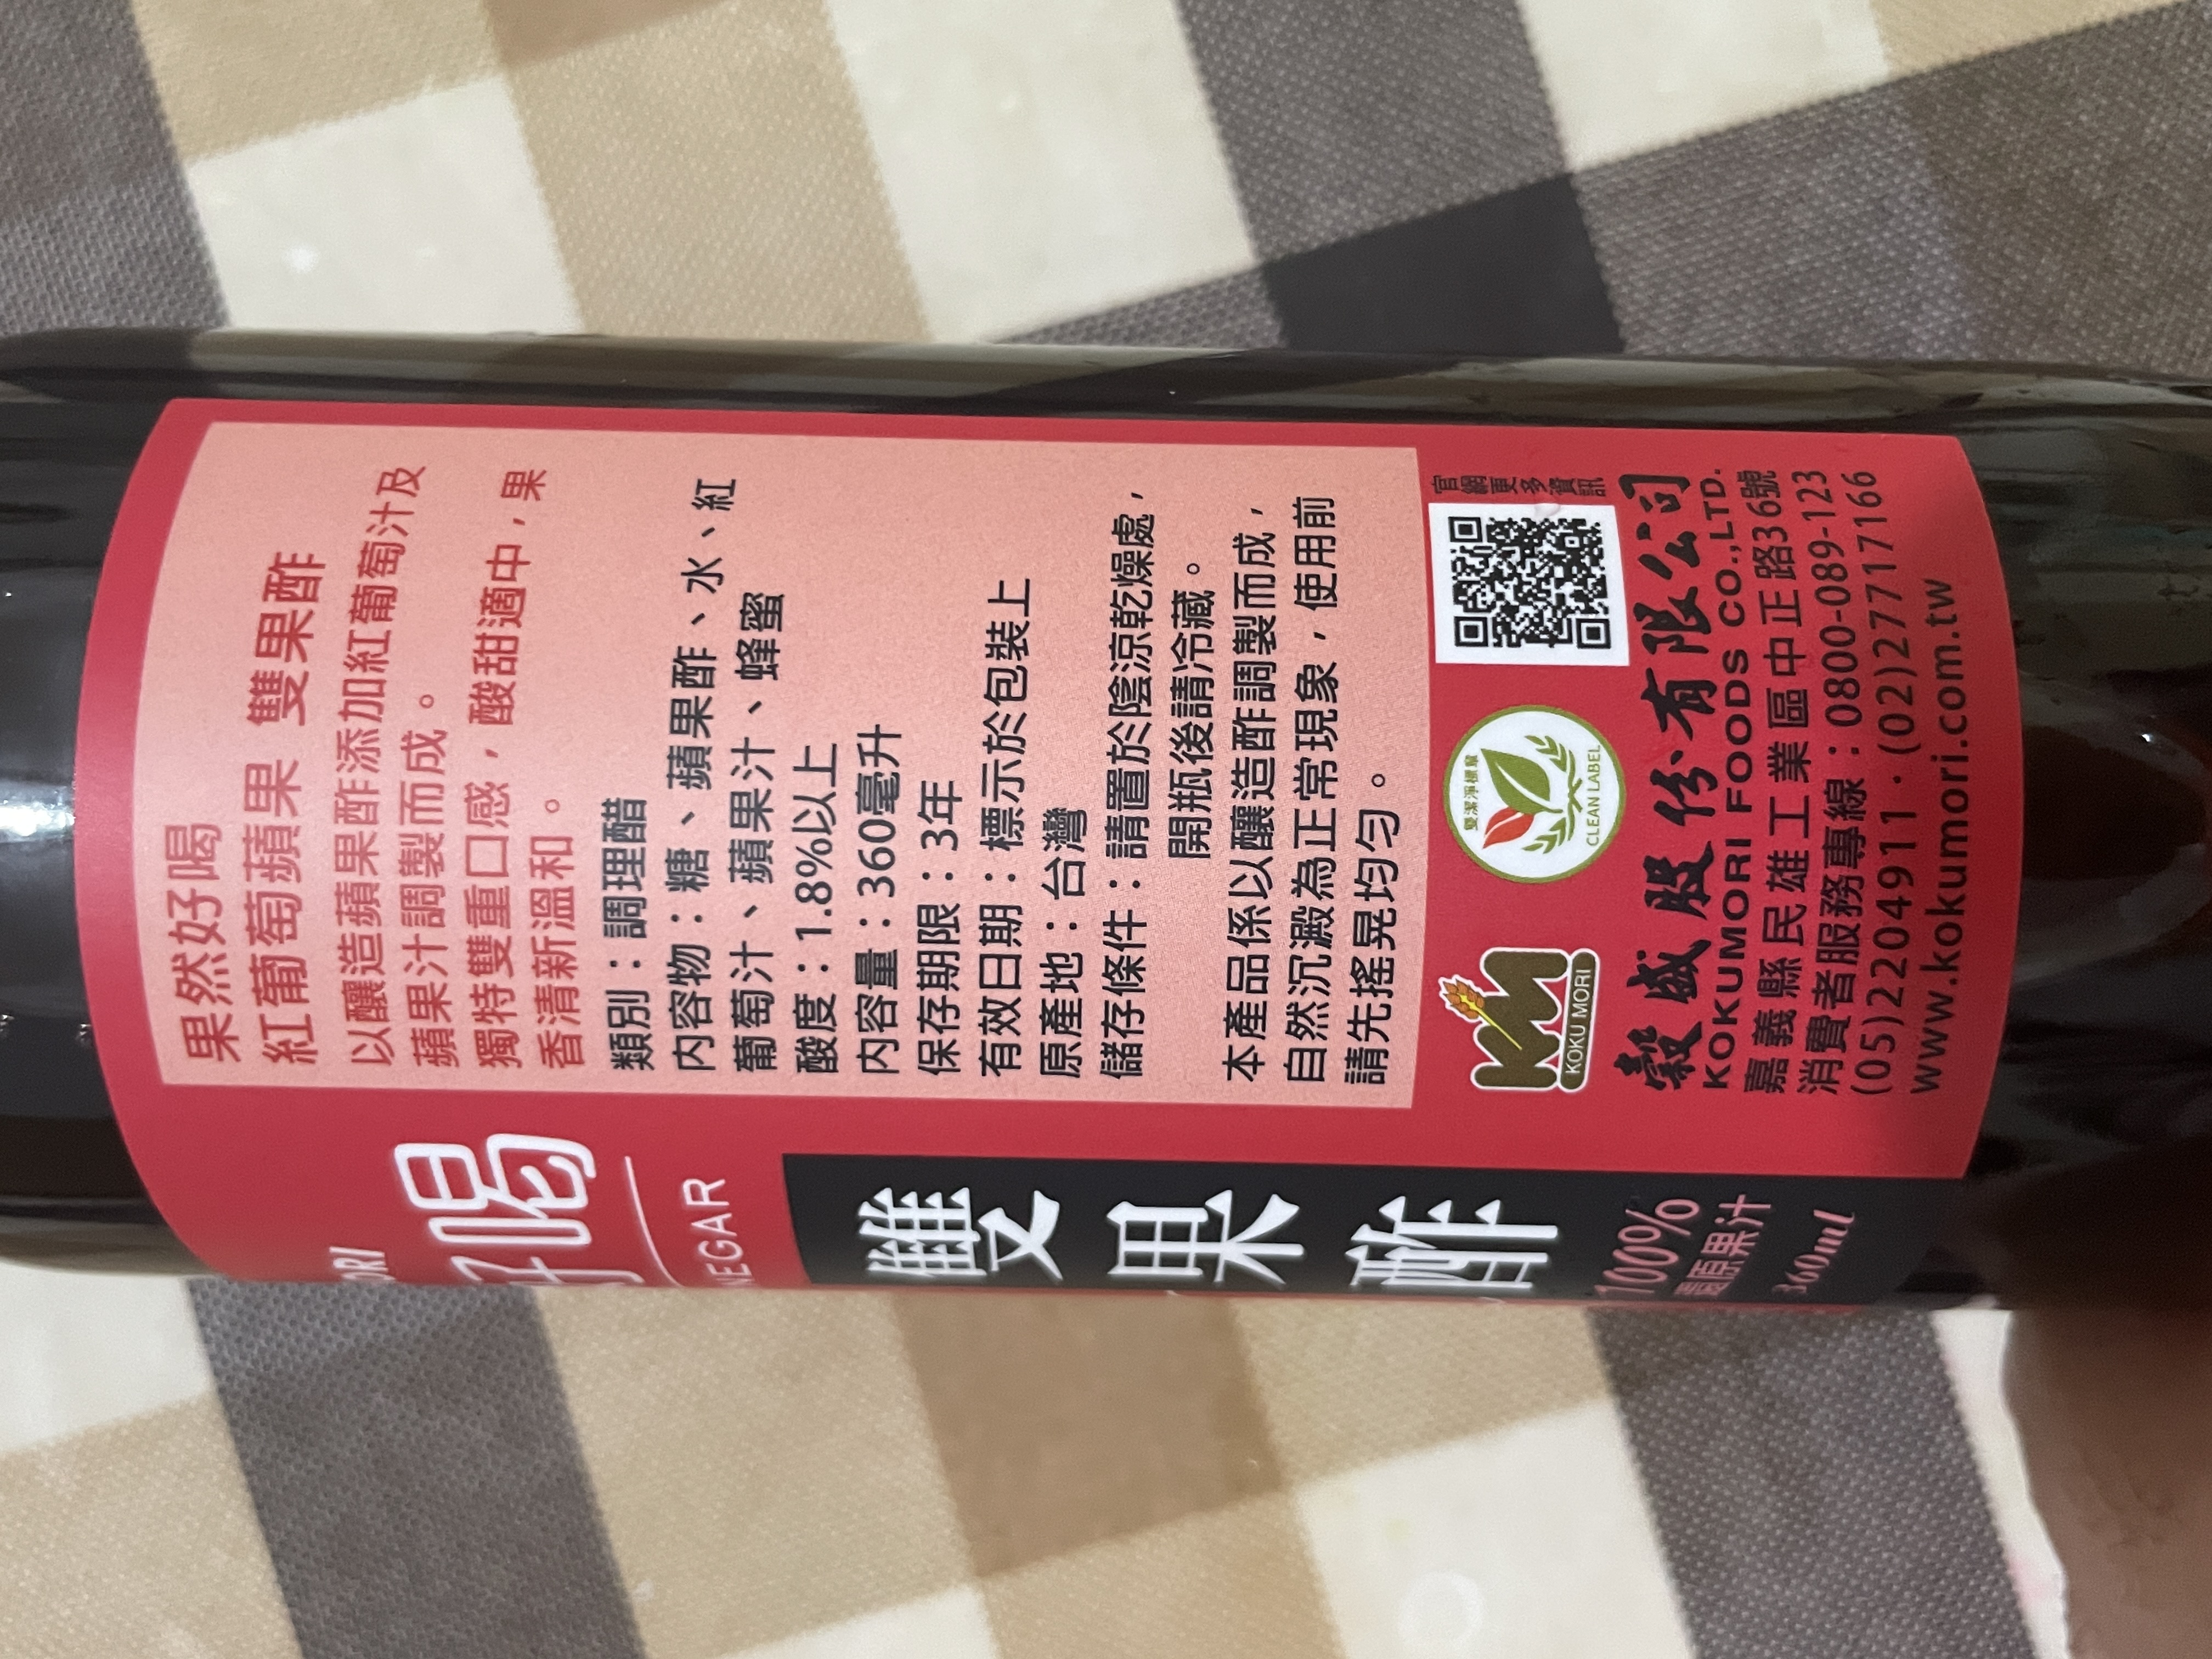 果然好喝
紅葡萄蘋果 雙果酢
以釀造蘋果酢添加紅葡萄汁及
蘋果汁調製而成。
獨特雙重口感，酸甜適中，果
香清新溫和。
類別：調理醋
內容物：糖、蘋果酢、水、紅
葡萄汁、蘋果汁、蜂蜜
酸度：1.8%以上
內容量：360毫升
保存期限：3年
有效日期：標示於包裝上
原產地：台灣
儲存條件：請置於陰涼乾燥處，
開瓶後請冷藏。
本產品係以釀造酢調製而成，
自然沉澱為正常現象，使用前
請先搖晃均勻。
KOKU MORI
雙潔淨標章
CLEAN LABEL
官網更多資訊
穀盛股份有限公司
KOKUMORI FOODS CO.,LTD.
嘉義縣民雄工業區中正路36號
消費者服務專線：0800-089-123
(05)2204911·(02)27717166
www.kokumori.com.tw
好喝
雙果酢
100%
原果汁
360ml